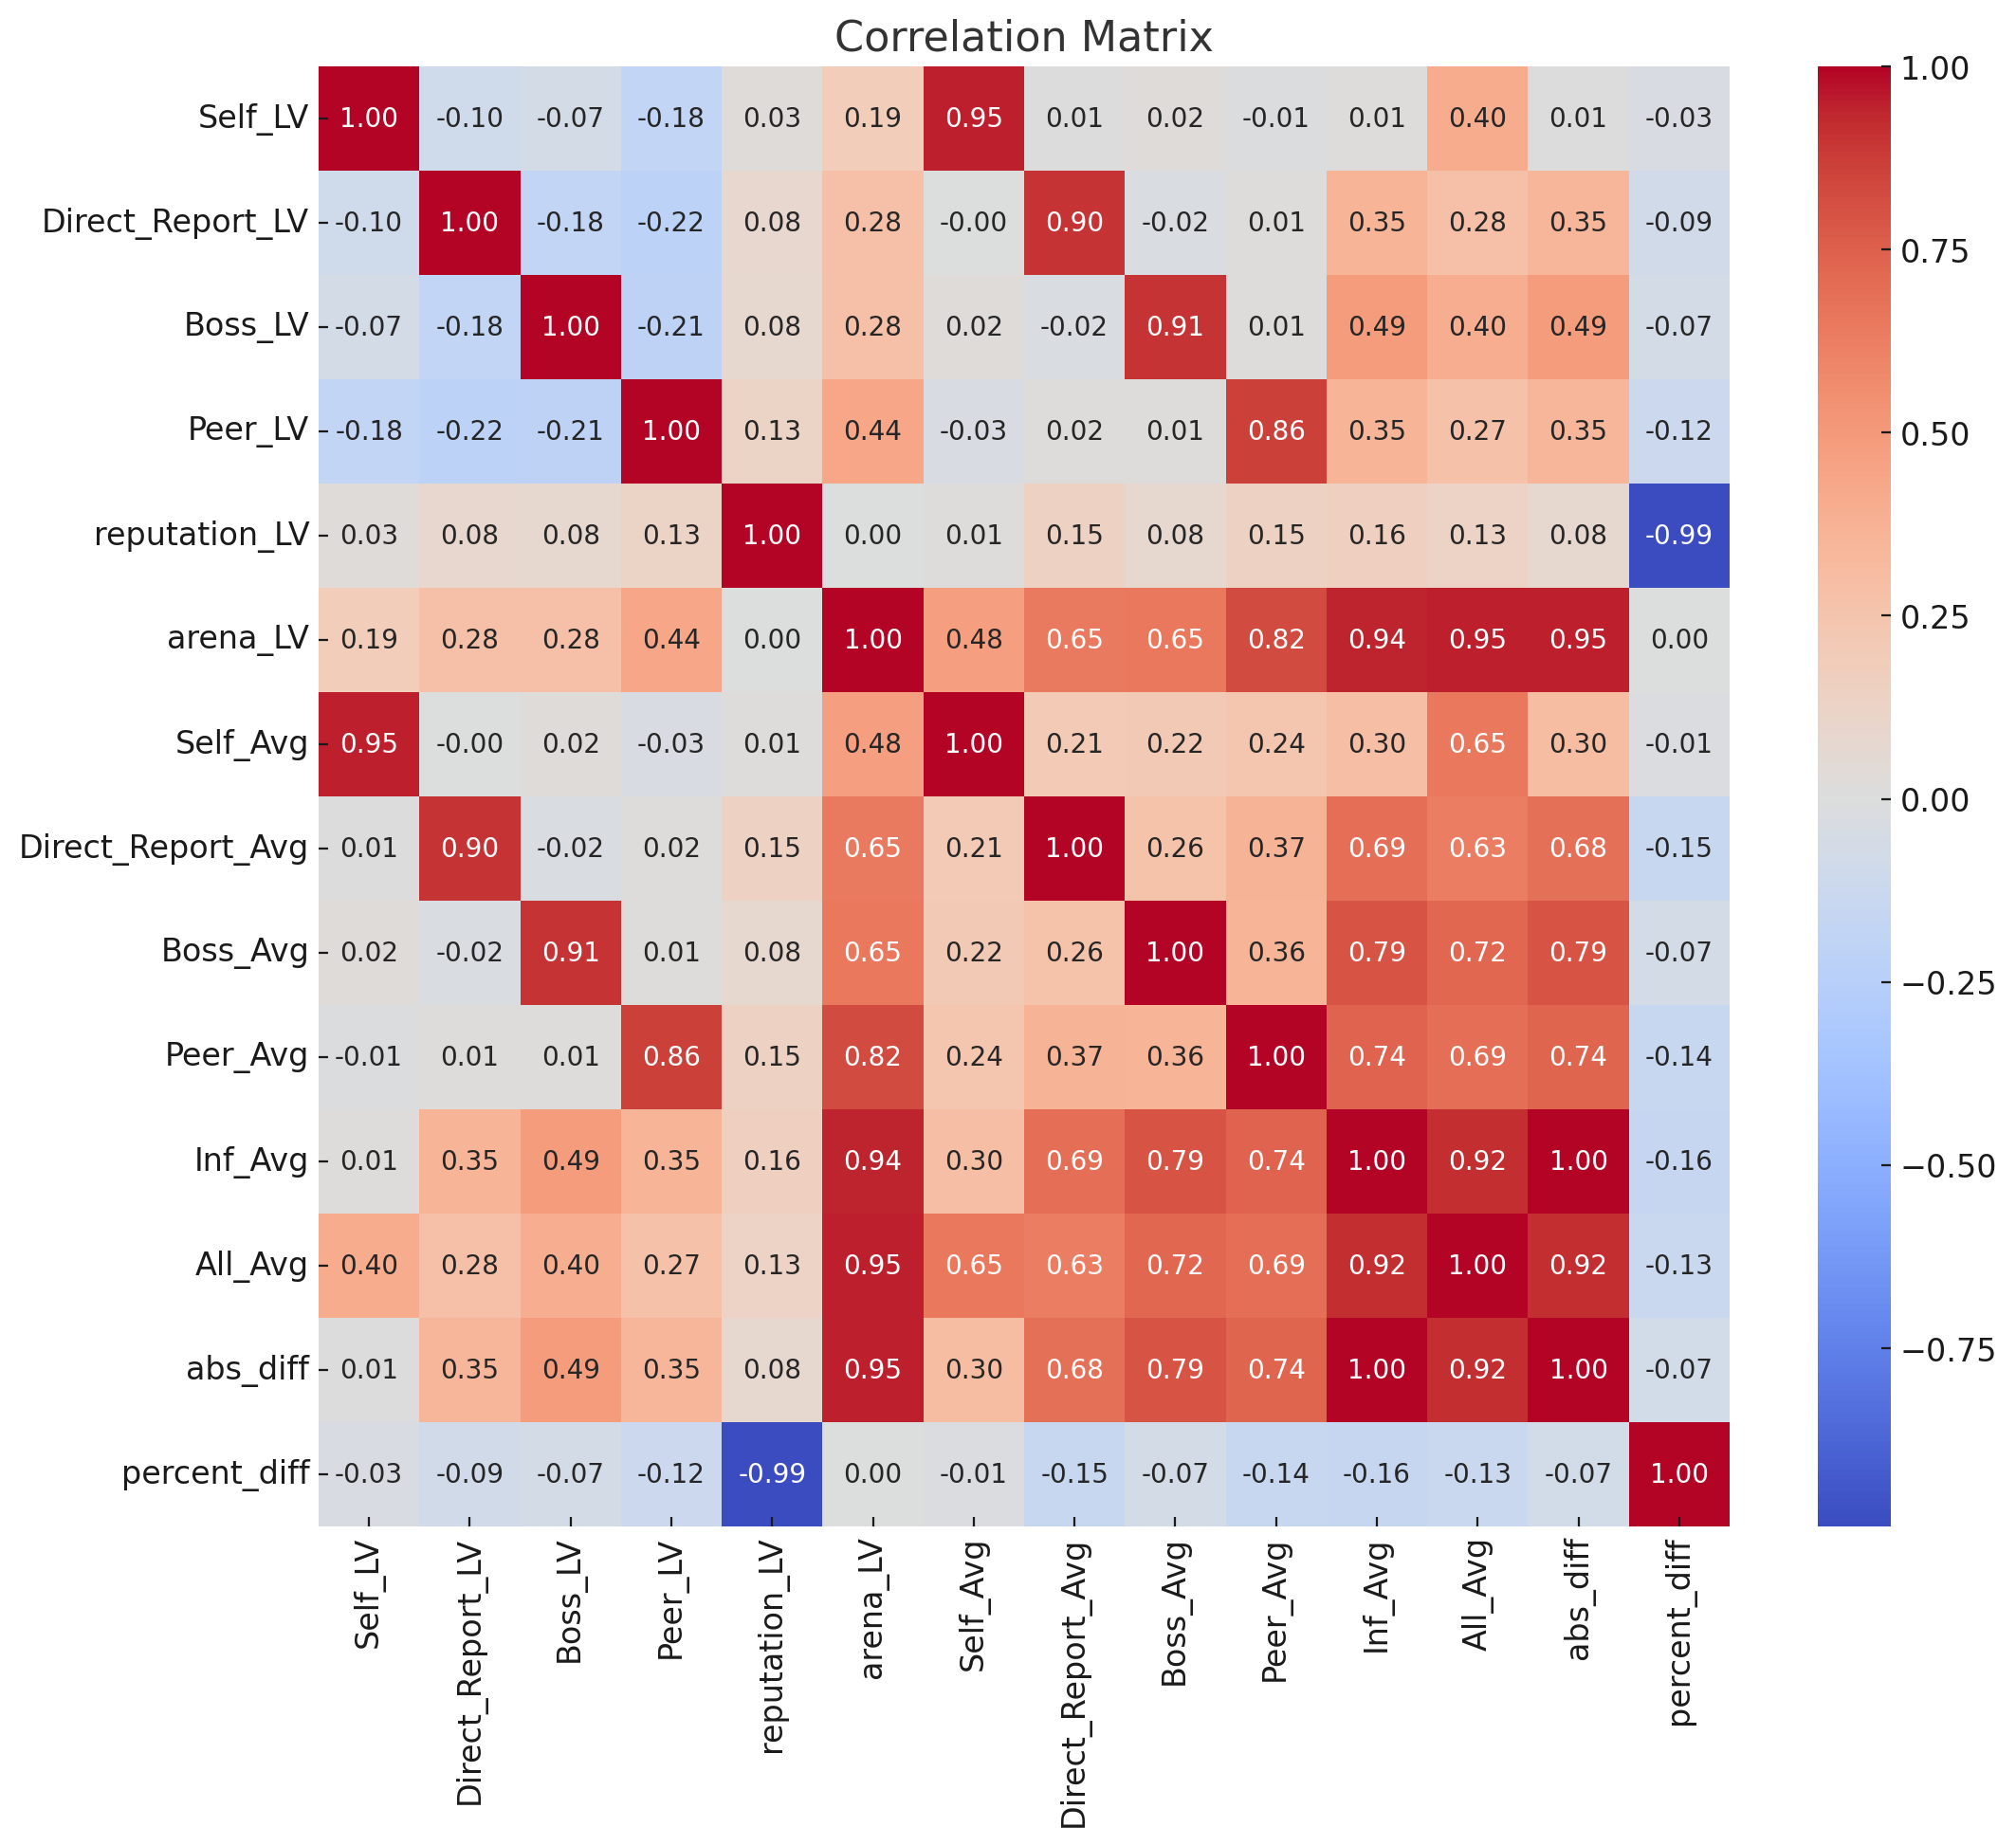 Correlation Matrix
Self_LV 1.00 -0.10 -0.07 -0.18 0.03 0.19 0.95 0.01 0.02 -0.01 0.01 0.40 0.01 -0.03
Direct_Report_LV -0.10 1.00 -0.18 -0.22 0.08 0.28 -0.00 0.90 -0.02 0.01 0.35 0.28 0.35 -0.09
Boss_LV -0.07 -0.18 1.00 -0.21 0.08 0.28 0.02 -0.02 0.91 0.01 0.49 0.40 0.49 -0.07
Peer_LV -0.18 -0.22 -0.21 1.00 0.13 0.44 -0.03 0.02 0.01 0.86 0.35 0.27 0.35 -0.12
reputation_LV 0.03 0.08 0.08 0.13 1.00 0.00 0.01 0.15 0.08 0.15 0.16 0.13 0.08 -0.99
arena_LV 0.19 0.28 0.28 0.44 0.00 1.00 0.48 0.65 0.65 0.82 0.94 0.95 0.95 0.00
Self_Avg 0.95 -0.00 0.02 -0.03 0.01 0.48 1.00 0.21 0.22 0.24 0.30 0.65 0.30 -0.01
Direct_Report_Avg 0.01 0.90 -0.02 0.02 0.15 0.65 0.21 1.00 0.26 0.37 0.69 0.63 0.68 -0.15
Boss_Avg 0.02 -0.02 0.91 0.01 0.08 0.65 0.22 0.26 1.00 0.36 0.79 0.72 0.79 -0.07
Peer_Avg -0.01 0.01 0.01 0.86 0.15 0.82 0.24 0.37 0.36 1.00 0.74 0.69 0.74 -0.14
Inf_Avg 0.01 0.35 0.49 0.35 0.16 0.94 0.30 0.69 0.79 0.74 1.00 0.92 1.00 -0.16
All_Avg 0.40 0.28 0.40 0.27 0.13 0.95 0.65 0.63 0.72 0.69 0.92 1.00 0.92 -0.13
abs_diff 0.01 0.35 0.49 0.35 0.08 0.95 0.30 0.68 0.79 0.74 1.00 0.92 1.00 -0.07
percent_diff -0.03 -0.09 -0.07 -0.12 -0.99 0.00 -0.01 -0.15 -0.07 -0.14 -0.16 -0.13 -0.07 1.00
Self_LV
Direct_Report_LV
Boss_LV
Peer_LV
reputation_LV
arena_LV
Self_Avg
Direct_Report_Avg
Boss_Avg
Peer_Avg
Inf_Avg
All_Avg
abs_diff
percent_diff
1.00
0.75
0.50
0.25
0.00
−0.25
−0.50
−0.75